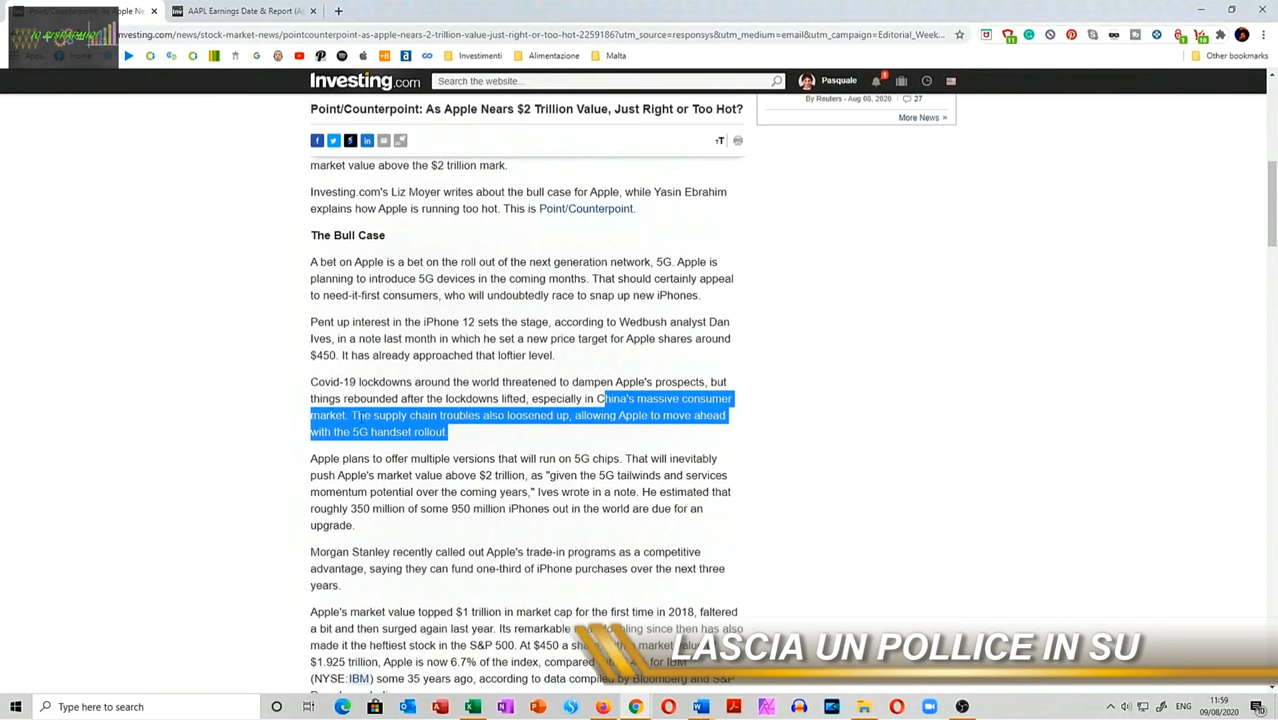 Point/Counterpoint: As Apple N
AAPL Earnings Date & Report (A
IO RISPARMIO
investing.com/news/stock-market-news/pointcounterpoint-as-apple-nears-2-trillion-value-just-right-or-too-hot-2259186?utm_source=responsys&utm_medium=email&utm_campaign=Editorial_Week...
Apps
Investimenti
Alimentazione
Malta
Other bookmarks
Investing.com
Search the website...
Pasquale
Point/Counterpoint: As Apple Nears $2 Trillion Value, Just Right or Too Hot?
By Reuters - Aug 08, 2020
27
More News »
market value above the $2 trillion mark.
Investing.com's Liz Moyer writes about the bull case for Apple, while Yasin Ebrahim
explains how Apple is running too hot. This is Point/Counterpoint.
The Bull Case
A bet on Apple is a bet on the roll out of the next generation network, 5G. Apple is
planning to introduce 5G devices in the coming months. That should certainly appeal
to need-it-first consumers, who will undoubtedly race to snap up new iPhones.
Pent up interest in the iPhone 12 sets the stage, according to Wedbush analyst Dan
Ives, in a note last month in which he set a new price target for Apple shares around
$450. It has already approached that loftier level.
Covid-19 lockdowns around the world threatened to dampen Apple's prospects, but
things rebounded after the lockdowns lifted, especially in China's massive consumer
market. The supply chain troubles also loosened up, allowing Apple to move ahead
with the 5G handset rollout.
Apple plans to offer multiple versions that will run on 5G chips. That will inevitably
push Apple's market value above $2 trillion, as "given the 5G tailwinds and services
momentum potential over the coming years," Ives wrote in a note. He estimated that
roughly 350 million of some 950 million iPhones out in the world are due for an
upgrade.
Morgan Stanley recently called out Apple's trade-in programs as a competitive
advantage, saying they can fund one-third of iPhone purchases over the next three
years.
Apple's market value topped $1 trillion in market cap for the first time in 2018, faltered
a bit and then surged again last year. Its remarkable since then has also
made it the heftiest stock in the S&P 500. At $450 a share,
$1.925 trillion, Apple is now 6.7% of the index, compared for IBM
(NYSE:IBM) some 35 years ago, according to data compiled by Bloomberg and S&P
LASCIA UN POLLICE IN SU
Type here to search
11:59
09/08/2020